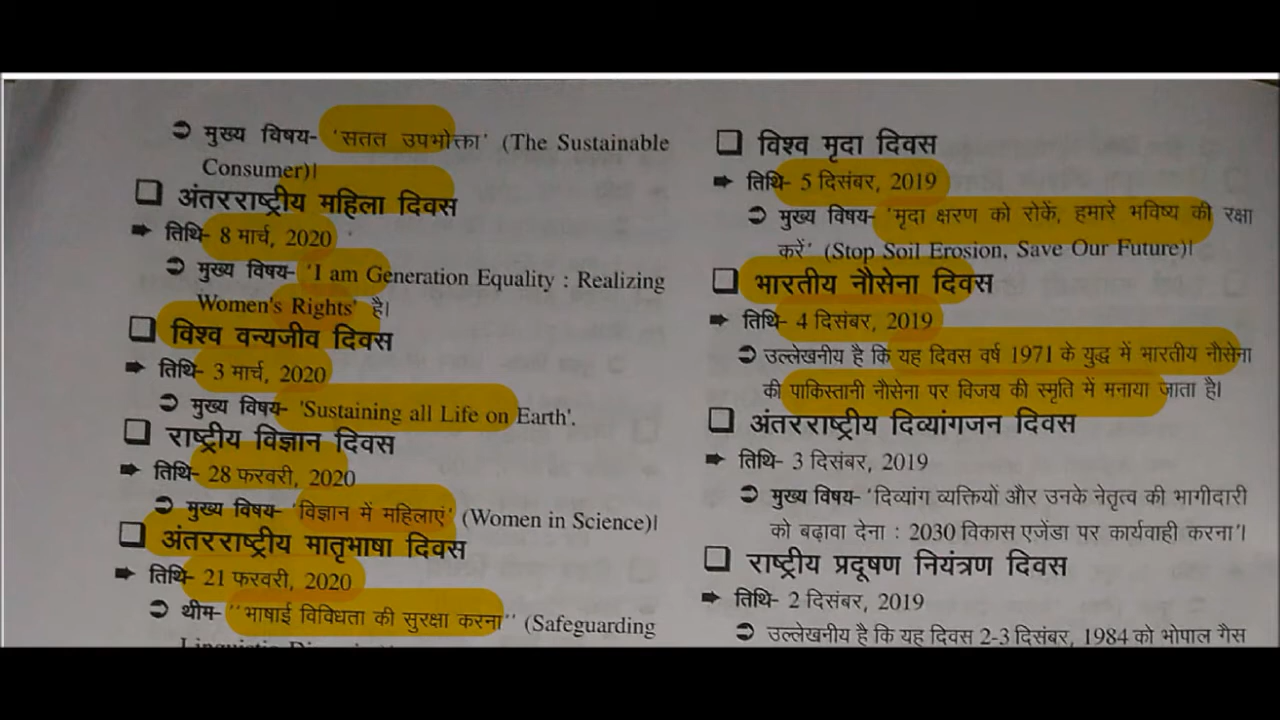 ➲ मुख्य विषय- 'सतत उपभोक्ता' (The Sustainable
Consumer)।
❑ अंतरराष्ट्रीय महिला दिवस
➡ तिथि- 8 मार्च, 2020
➲ मुख्य विषय- 'I am Generation Equality : Realizing
Women's Rights' है।
❑ विश्व वन्यजीव दिवस
➡ तिथि- 3 मार्च, 2020
➲ मुख्य विषय- 'Sustaining all Life on Earth'.
❑ राष्ट्रीय विज्ञान दिवस
➡ तिथि- 28 फरवरी, 2020
➲ मुख्य विषय- 'विज्ञान में महिलाएं' (Women in Science)।
❑ अंतरराष्ट्रीय मातृभाषा दिवस
➡ तिथि- 21 फरवरी, 2020
➲ थीम- ''भाषाई विविधता की सुरक्षा करना'' (Safeguarding
❑ विश्व मृदा दिवस
➡ तिथि- 5 दिसंबर, 2019
➲ मुख्य विषय- 'मृदा क्षरण को रोकें, हमारे भविष्य की रक्षा
करें' (Stop Soil Erosion, Save Our Future)।
❑ भारतीय नौसेना दिवस
➡ तिथि- 4 दिसंबर, 2019
➲ उल्लेखनीय है कि यह दिवस वर्ष 1971 के युद्ध में भारतीय नौसेना
की पाकिस्तानी नौसेना पर विजय की स्मृति में मनाया जाता है।
❑ अंतरराष्ट्रीय दिव्यांगजन दिवस
➡ तिथि- 3 दिसंबर, 2019
➲ मुख्य विषय- 'दिव्यांग व्यक्तियों और उनके नेतृत्व की भागीदारी
को बढ़ावा देना : 2030 विकास एजेंडा पर कार्यवाही करना'।
❑ राष्ट्रीय प्रदूषण नियंत्रण दिवस
➡ तिथि- 2 दिसंबर, 2019
➲ उल्लेखनीय है कि यह दिवस 2-3 दिसंबर, 1984 को भोपाल गैस